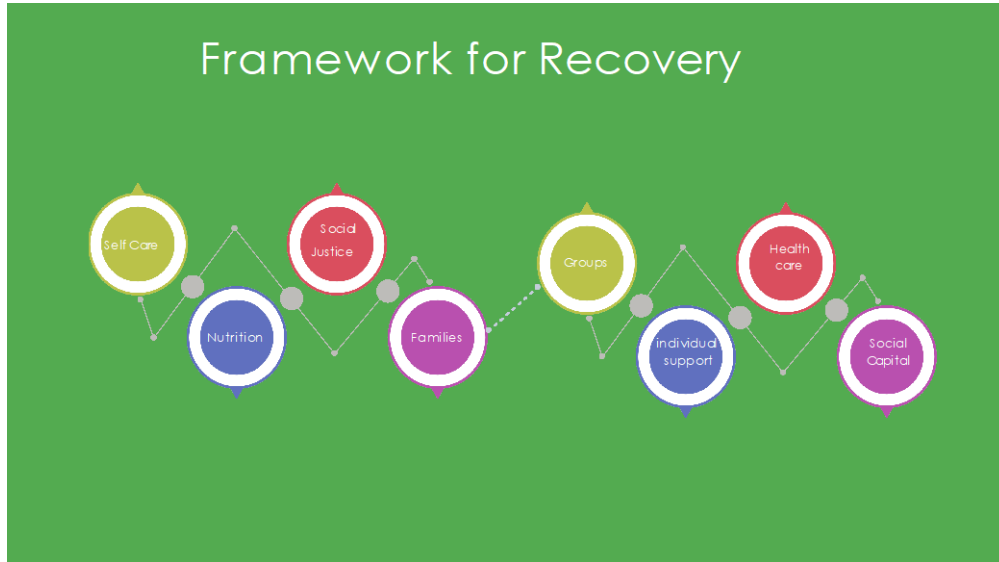 Framework for Recovery
Self Care
Nutrition
Social
Justice
Families
Groups
individual
support
Health
care
Social
Capital